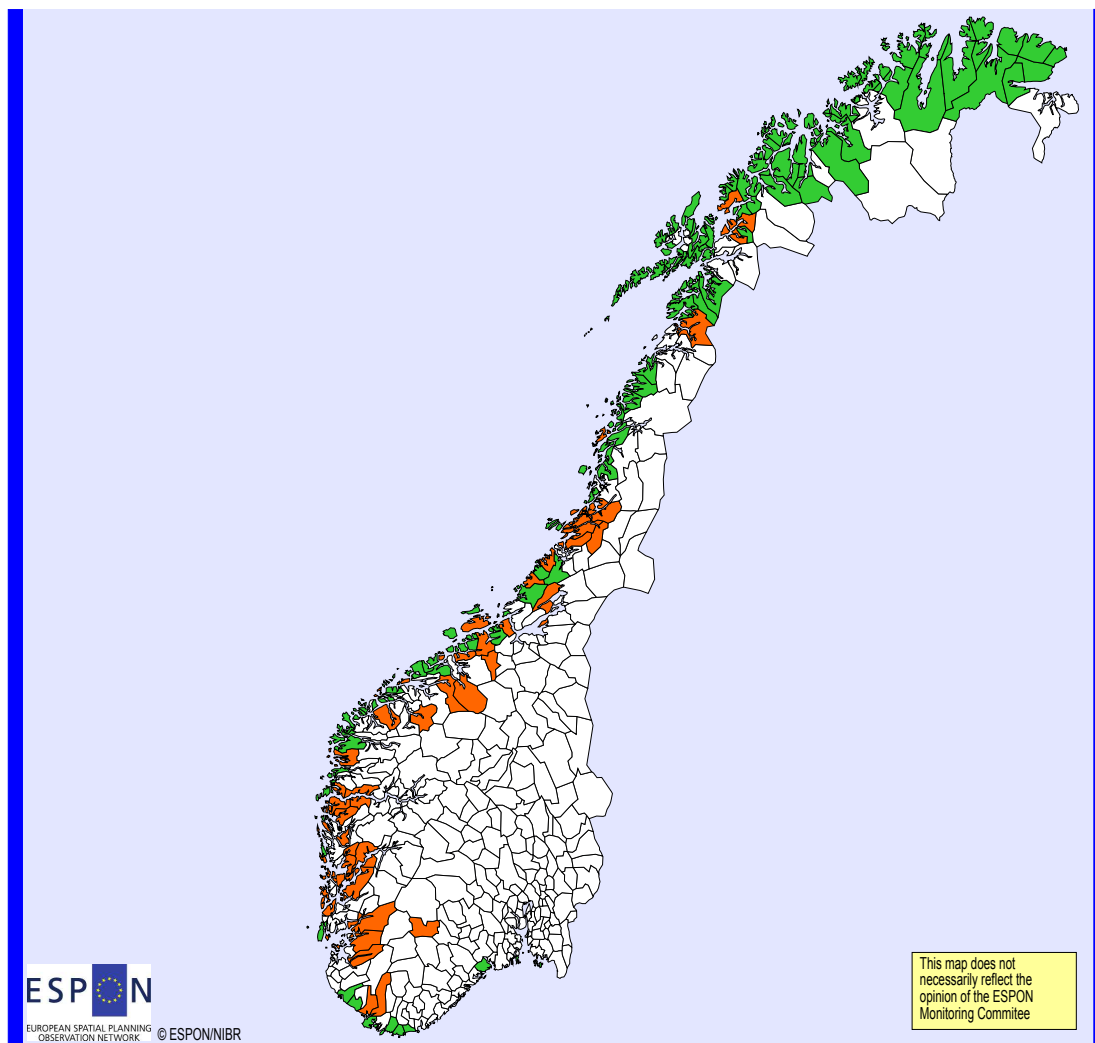 This map does not
necessarily reflect the
opinion of the ESPON
Monitoring Commitee
ESPON
EUROPEAN SPATIAL PLANNING
OBSERVATION NETWORK
© ESPON/NIBR